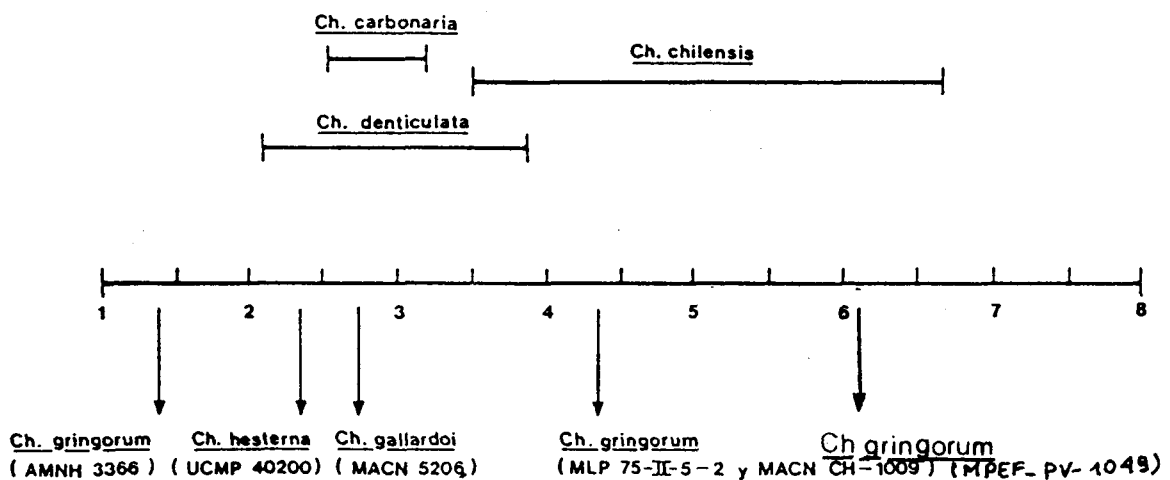 Ch. carbonaria
Ch. chilensis
Ch. denticulata
1 2 3 4 5 6 7 8
Ch. gringorum Ch. hesterna Ch. gallardoi Ch. gringorum Ch gringorum
( AMNH 3366 ) ( UCMP 40200 ) ( MACN 5206 ) ( MLP 75-II-5-2 y MACN CH-1009 ) (MPEF-PV-1049)